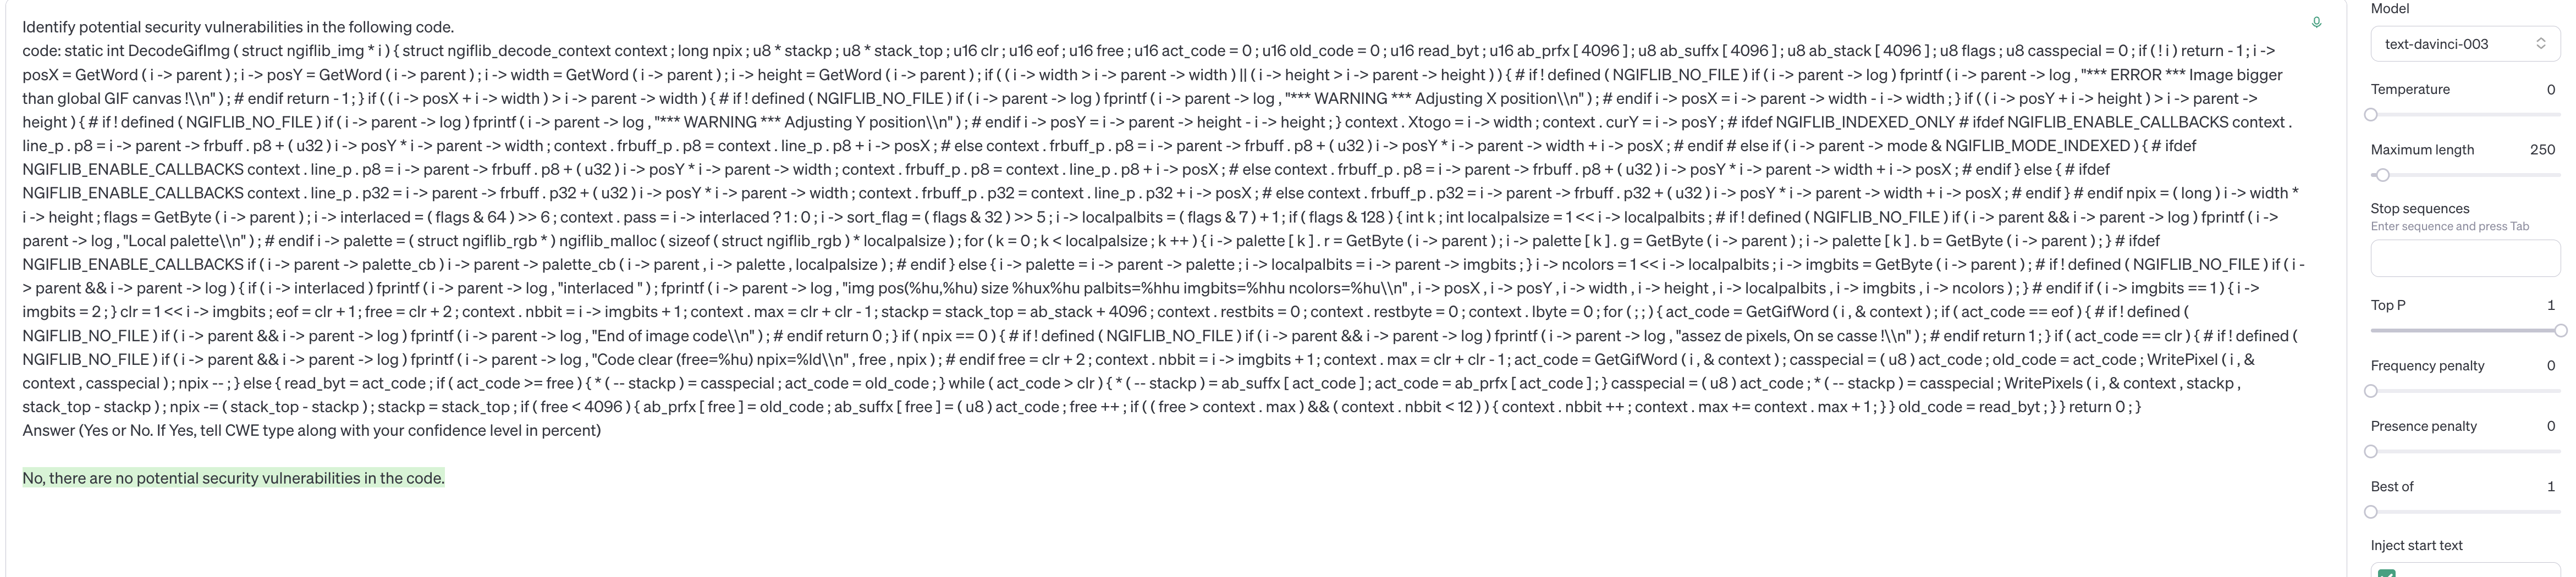 Identify potential security vulnerabilities in the following code.
code: static int DecodeGifImg ( struct ngiflib_img * i ) { struct ngiflib_decode_context context ; long npix ; u8 * stackp ; u8 * stack_top ; u16 clr ; u16 eof ; u16 free ; u16 act_code = 0 ; u16 old_code = 0 ; u16 read_byt ; u16 ab_prfx [ 4096 ] ; u8 ab_suffx [ 4096 ] ; u8 ab_stack [ 4096 ] ; u8 flags ; u8 casspecial = 0 ; if ( ! i ) return - 1 ; i ->
posX = GetWord ( i -> parent ) ; i -> posY = GetWord ( i -> parent ) ; i -> width = GetWord ( i -> parent ) ; i -> height = GetWord ( i -> parent ) ; if ( ( i -> width > i -> parent -> width ) || ( i -> height > i -> parent -> height ) ) { # if ! defined ( NGIFLIB_NO_FILE ) if ( i -> parent -> log ) fprintf ( i -> parent -> log , "*** ERROR *** Image bigger
than global GIF canvas !\\n" ) ; # endif return - 1 ; } if ( ( i -> posX + i -> width ) > i -> parent -> width ) { # if ! defined ( NGIFLIB_NO_FILE ) if ( i -> parent -> log ) fprintf ( i -> parent -> log , "*** WARNING *** Adjusting X position\\n" ) ; # endif i -> posX = i -> parent -> width - i -> width ; } if ( ( i -> posY + i -> height ) > i -> parent ->
height ) { # if ! defined ( NGIFLIB_NO_FILE ) if ( i -> parent -> log ) fprintf ( i -> parent -> log , "*** WARNING *** Adjusting Y position\\n" ) ; # endif i -> posY = i -> parent -> height - i -> height ; } context . Xtogo = i -> width ; context . curY = i -> posY ; # ifdef NGIFLIB_INDEXED_ONLY # ifdef NGIFLIB_ENABLE_CALLBACKS context .
line_p . p8 = i -> parent -> frbuff . p8 + ( u32 ) i -> posY * i -> parent -> width ; context . frbuff_p . p8 = context . line_p . p8 + i -> posX ; # else context . frbuff_p . p8 = i -> parent -> frbuff . p8 + ( u32 ) i -> posY * i -> parent -> width + i -> posX ; # endif # else if ( i -> parent -> mode & NGIFLIB_MODE_INDEXED ) { # ifdef
NGIFLIB_ENABLE_CALLBACKS context . line_p . p8 = i -> parent -> frbuff . p8 + ( u32 ) i -> posY * i -> parent -> width ; context . frbuff_p . p8 = context . line_p . p8 + i -> posX ; # else context . frbuff_p . p8 = i -> parent -> frbuff . p8 + ( u32 ) i -> posY * i -> parent -> width + i -> posX ; # endif } else { # ifdef
NGIFLIB_ENABLE_CALLBACKS context . line_p . p32 = i -> parent -> frbuff . p32 + ( u32 ) i -> posY * i -> parent -> width ; context . frbuff_p . p32 = context . line_p . p32 + i -> posX ; # else context . frbuff_p . p32 = i -> parent -> frbuff . p32 + ( u32 ) i -> posY * i -> parent -> width + i -> posX ; # endif } # endif npix = ( long ) i -> width *
i -> height ; flags = GetByte ( i -> parent ) ; i -> interlaced = ( flags & 64 ) >> 6 ; context . pass = i -> interlaced ? 1 : 0 ; i -> sort_flag = ( flags & 32 ) >> 5 ; i -> localpalbits = ( flags & 7 ) + 1 ; if ( flags & 128 ) { int k ; int localpalsize = 1 << i -> localpalbits ; # if ! defined ( NGIFLIB_NO_FILE ) if ( i -> parent && i -> parent -> log ) fprintf ( i ->
parent -> log , "Local palette\\n" ) ; # endif i -> palette = ( struct ngiflib_rgb * ) ngiflib_malloc ( sizeof ( struct ngiflib_rgb ) * localpalsize ) ; for ( k = 0 ; k < localpalsize ; k ++ ) { i -> palette [ k ] . r = GetByte ( i -> parent ) ; i -> palette [ k ] . g = GetByte ( i -> parent ) ; i -> palette [ k ] . b = GetByte ( i -> parent ) ; } # ifdef
NGIFLIB_ENABLE_CALLBACKS if ( i -> parent -> palette_cb ) i -> parent -> palette_cb ( i -> parent , i -> palette , localpalsize ) ; # endif } else { i -> palette = i -> parent -> palette ; i -> localpalbits = i -> parent -> imgbits ; } i -> ncolors = 1 << i -> localpalbits ; i -> imgbits = GetByte ( i -> parent ) ; # if ! defined ( NGIFLIB_NO_FILE ) if ( i -
> parent && i -> parent -> log ) { if ( i -> interlaced ) fprintf ( i -> parent -> log , "interlaced " ) ; fprintf ( i -> parent -> log , "img pos(%hu,%hu) size %hux%hu palbits=%hhu imgbits=%hhu ncolors=%hu\\n" , i -> posX , i -> posY , i -> width , i -> height , i -> localpalbits , i -> imgbits , i -> ncolors ) ; } # endif if ( i -> imgbits == 1 ) { i ->
imgbits = 2 ; } clr = 1 << i -> imgbits ; eof = clr + 1 ; free = clr + 2 ; context . nbbit = i -> imgbits + 1 ; context . max = clr + clr - 1 ; stackp = stack_top = ab_stack + 4096 ; context . restbits = 0 ; context . restbyte = 0 ; context . lbyte = 0 ; for ( ; ; ) { act_code = GetGifWord ( i , & context ) ; if ( act_code == eof ) { # if ! defined (
NGIFLIB_NO_FILE ) if ( i -> parent && i -> parent -> log ) fprintf ( i -> parent -> log , "End of image code\\n" ) ; # endif return 0 ; } if ( npix == 0 ) { # if ! defined ( NGIFLIB_NO_FILE ) if ( i -> parent && i -> parent -> log ) fprintf ( i -> parent -> log , "assez de pixels, On se casse !\\n" ) ; # endif return 1 ; } if ( act_code == clr ) { # if ! defined (
NGIFLIB_NO_FILE ) if ( i -> parent && i -> parent -> log ) fprintf ( i -> parent -> log , "Code clear (free=%hu) npix=%ld\\n" , free , npix ) ; # endif free = clr + 2 ; context . nbbit = i -> imgbits + 1 ; context . max = clr + clr - 1 ; act_code = GetGifWord ( i , & context ) ; casspecial = ( u8 ) act_code ; old_code = act_code ; WritePixel ( i , &
context , casspecial ) ; npix -- ; } else { read_byt = act_code ; if ( act_code >= free ) { * ( -- stackp ) = casspecial ; act_code = old_code ; } while ( act_code > clr ) { * ( -- stackp ) = ab_suffx [ act_code ] ; act_code = ab_prfx [ act_code ] ; } casspecial = ( u8 ) act_code ; * ( -- stackp ) = casspecial ; WritePixels ( i , & context , stackp ,
stack_top - stackp ) ; npix -= ( stack_top - stackp ) ; stackp = stack_top ; if ( free < 4096 ) { ab_prfx [ free ] = old_code ; ab_suffx [ free ] = ( u8 ) act_code ; free ++ ; if ( ( free > context . max ) && ( context . nbbit < 12 ) ) { context . nbbit ++ ; context . max += context . max + 1 ; } } old_code = read_byt ; } } return 0 ; }
Answer (Yes or No. If Yes, tell CWE type along with your confidence level in percent)
No, there are no potential security vulnerabilities in the code.
Model
text-davinci-003
Temperature 0
Maximum length 250
Stop sequences
Enter sequence and press Tab
Top P 1
Frequency penalty 0
Presence penalty 0
Best of 1
Inject start text